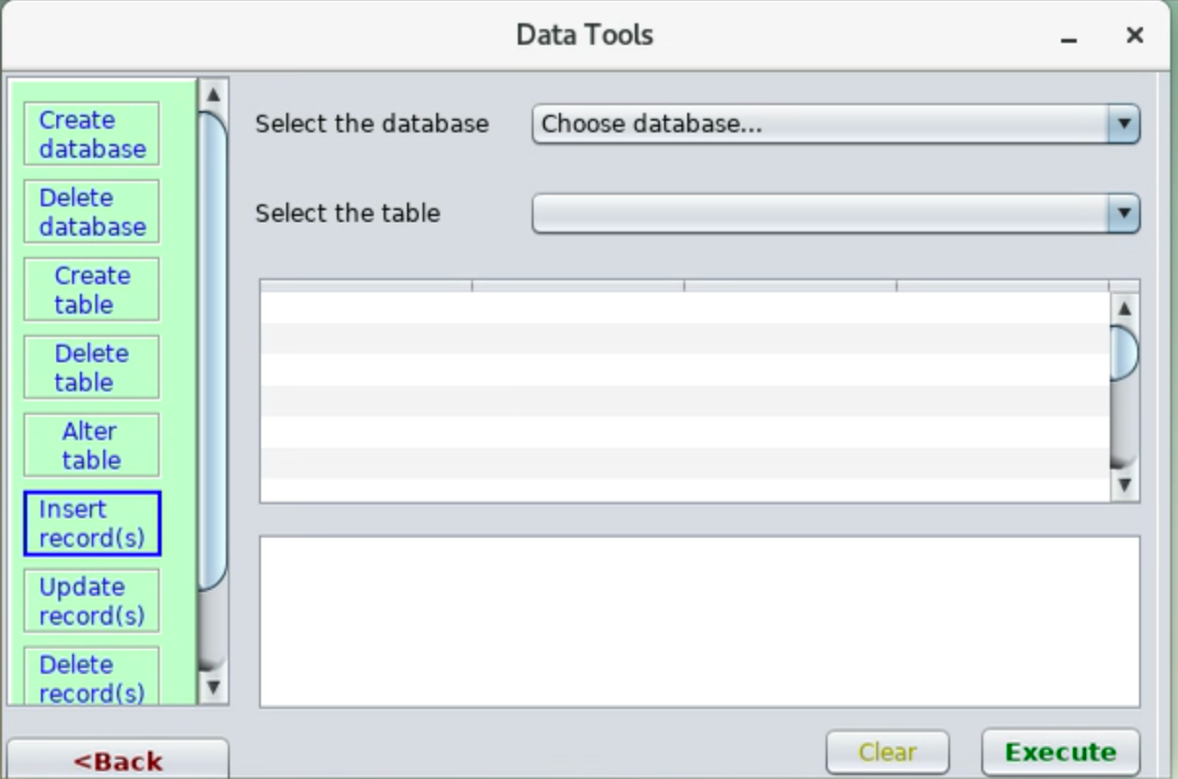 Data Tools
Create
database
Delete
database
Create
table
Delete
table
Alter
table
Insert
record(s)
Update
record(s)
Delete
record(s)
<Back
Select the database
Choose database...
Select the table
Clear
Execute